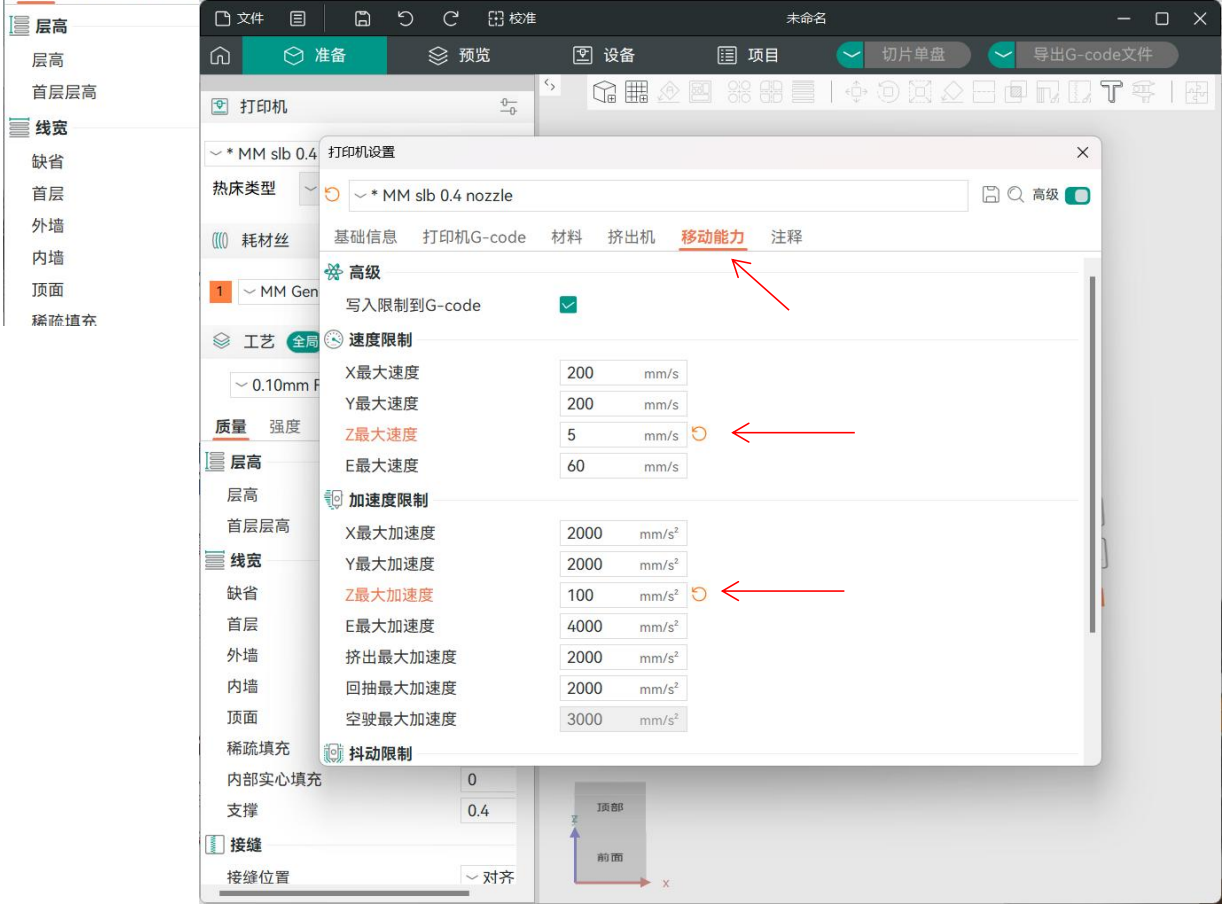 层高
层高
首层层高
线宽
缺省
首层
外墙
内墙
顶面
稀疏填充
文件 校准 未命名
准备 预览 设备 项目 切片单盘 导出G-code文件
打印机
* MM slb 0.4
热床类型
耗材丝
1 MM Gen
工艺 全局
0.10mm F
质量 强度
层高
层高
首层层高
线宽
缺省
首层
外墙
内墙
顶面
稀疏填充
内部实心填充 0
支撑 0.4
接缝
接缝位置 对齐
打印机设置
* MM slb 0.4 nozzle 高级
基础信息 打印机G-code 材料 挤出机 移动能力 注释
高级
写入限制到G-code
速度限制
X最大速度 200 mm/s
Y最大速度 200 mm/s
Z最大速度 5 mm/s
E最大速度 60 mm/s
加速度限制
X最大加速度 2000 mm/s²
Y最大加速度 2000 mm/s²
Z最大加速度 100 mm/s²
E最大加速度 4000 mm/s²
挤出最大加速度 2000 mm/s²
回抽最大加速度 2000 mm/s²
空驶最大加速度 3000 mm/s²
抖动限制
顶部
z
前面
x